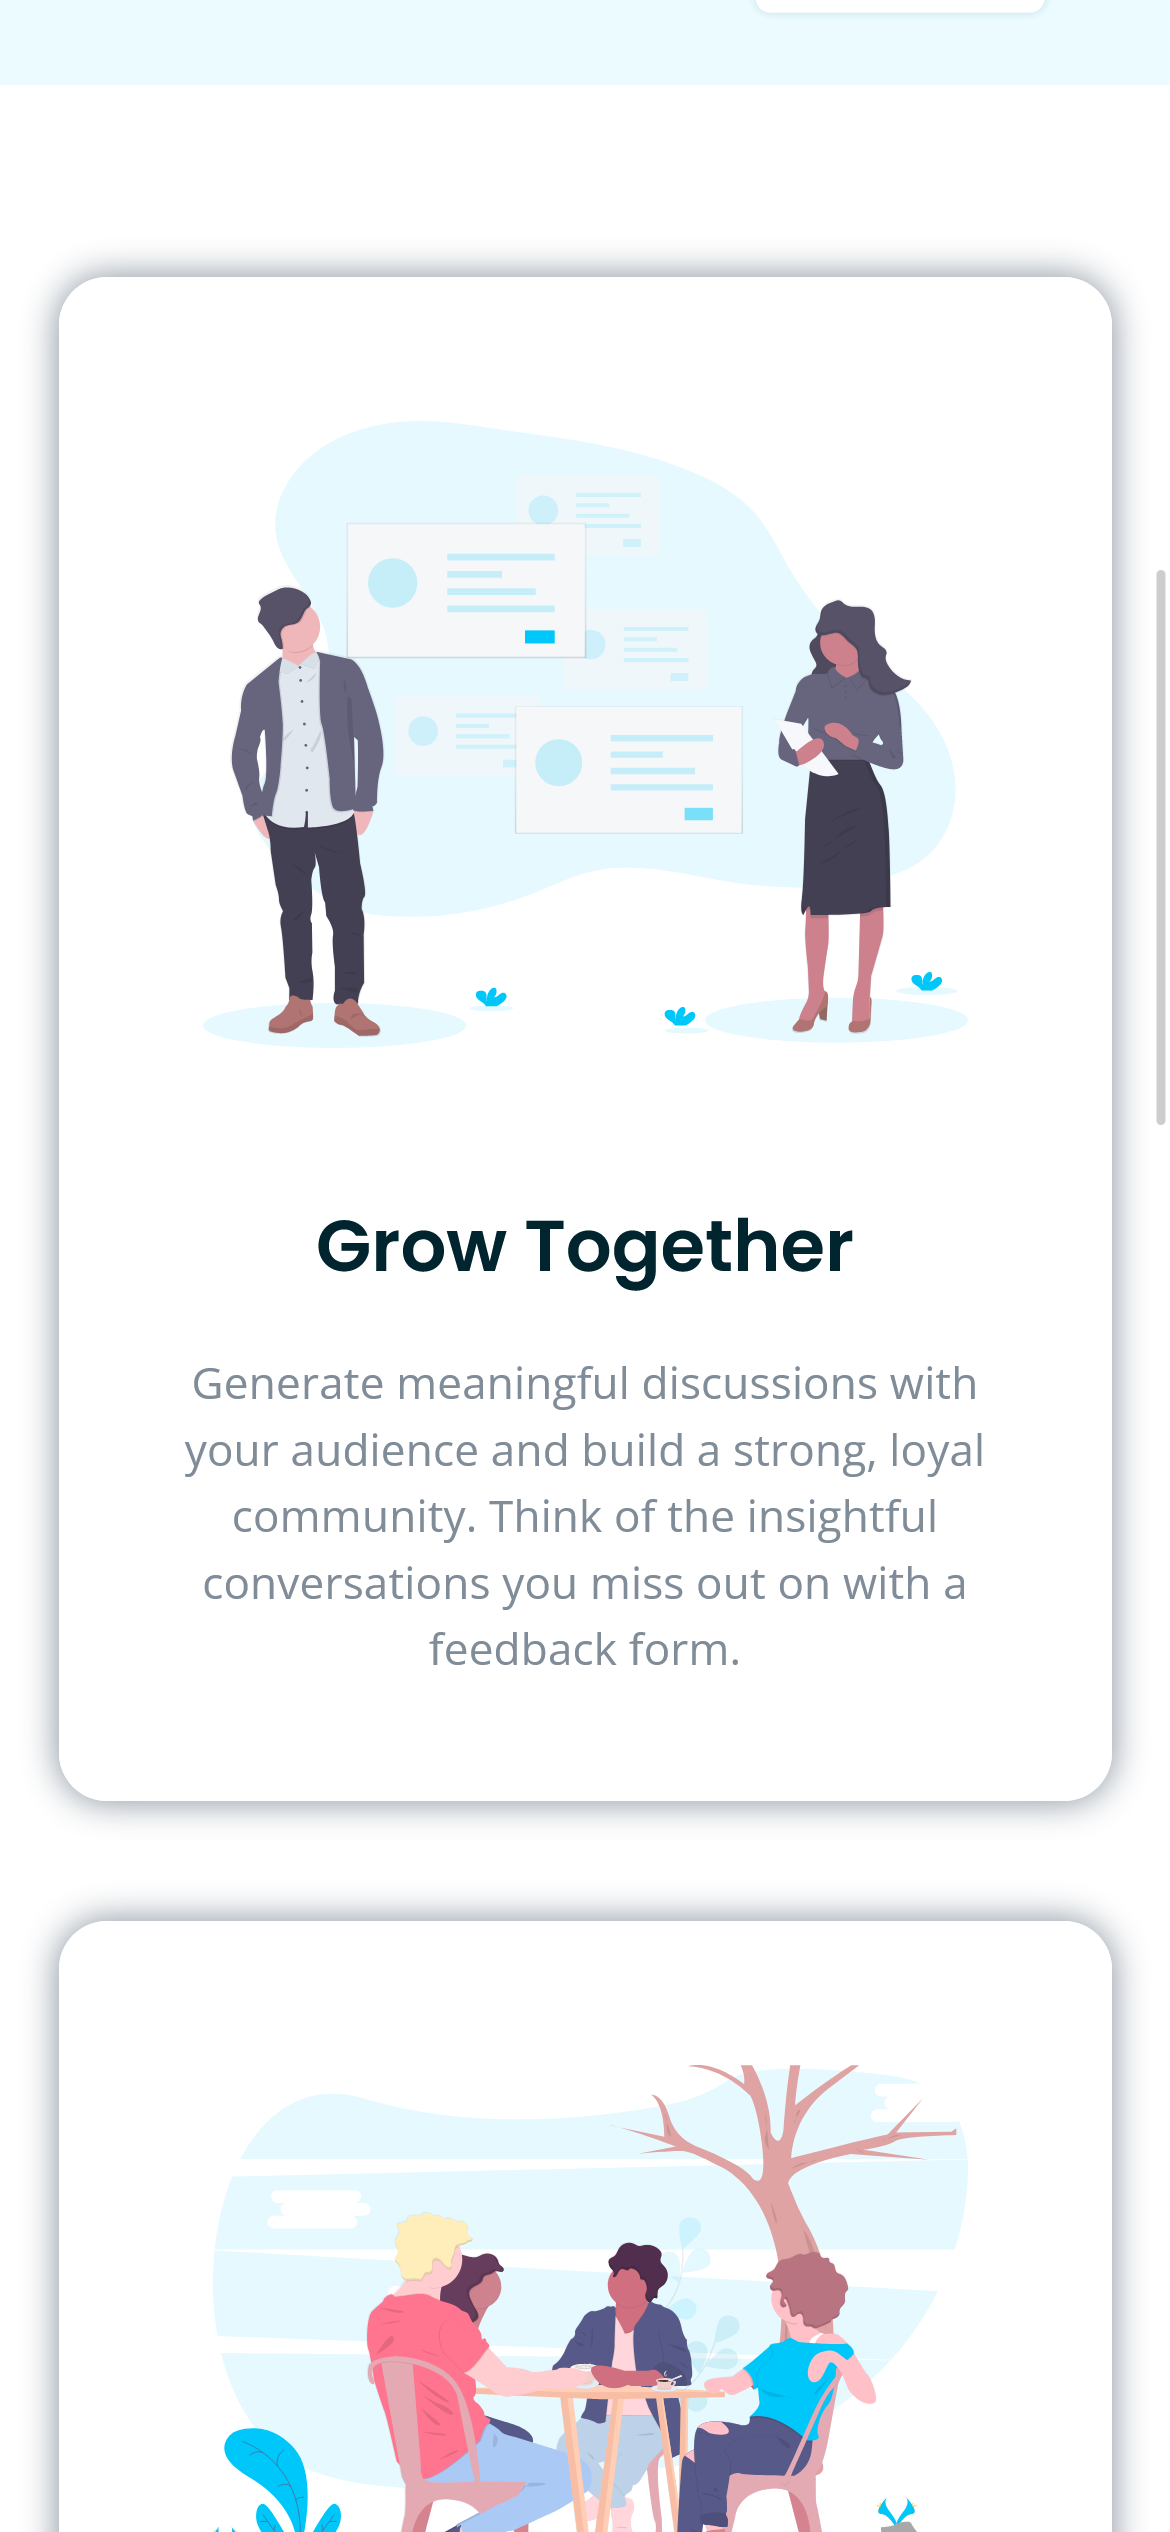 Grow Together
Generate meaningful discussions with
your audience and build a strong, loyal
community. Think of the insightful
conversations you miss out on with a
feedback form.